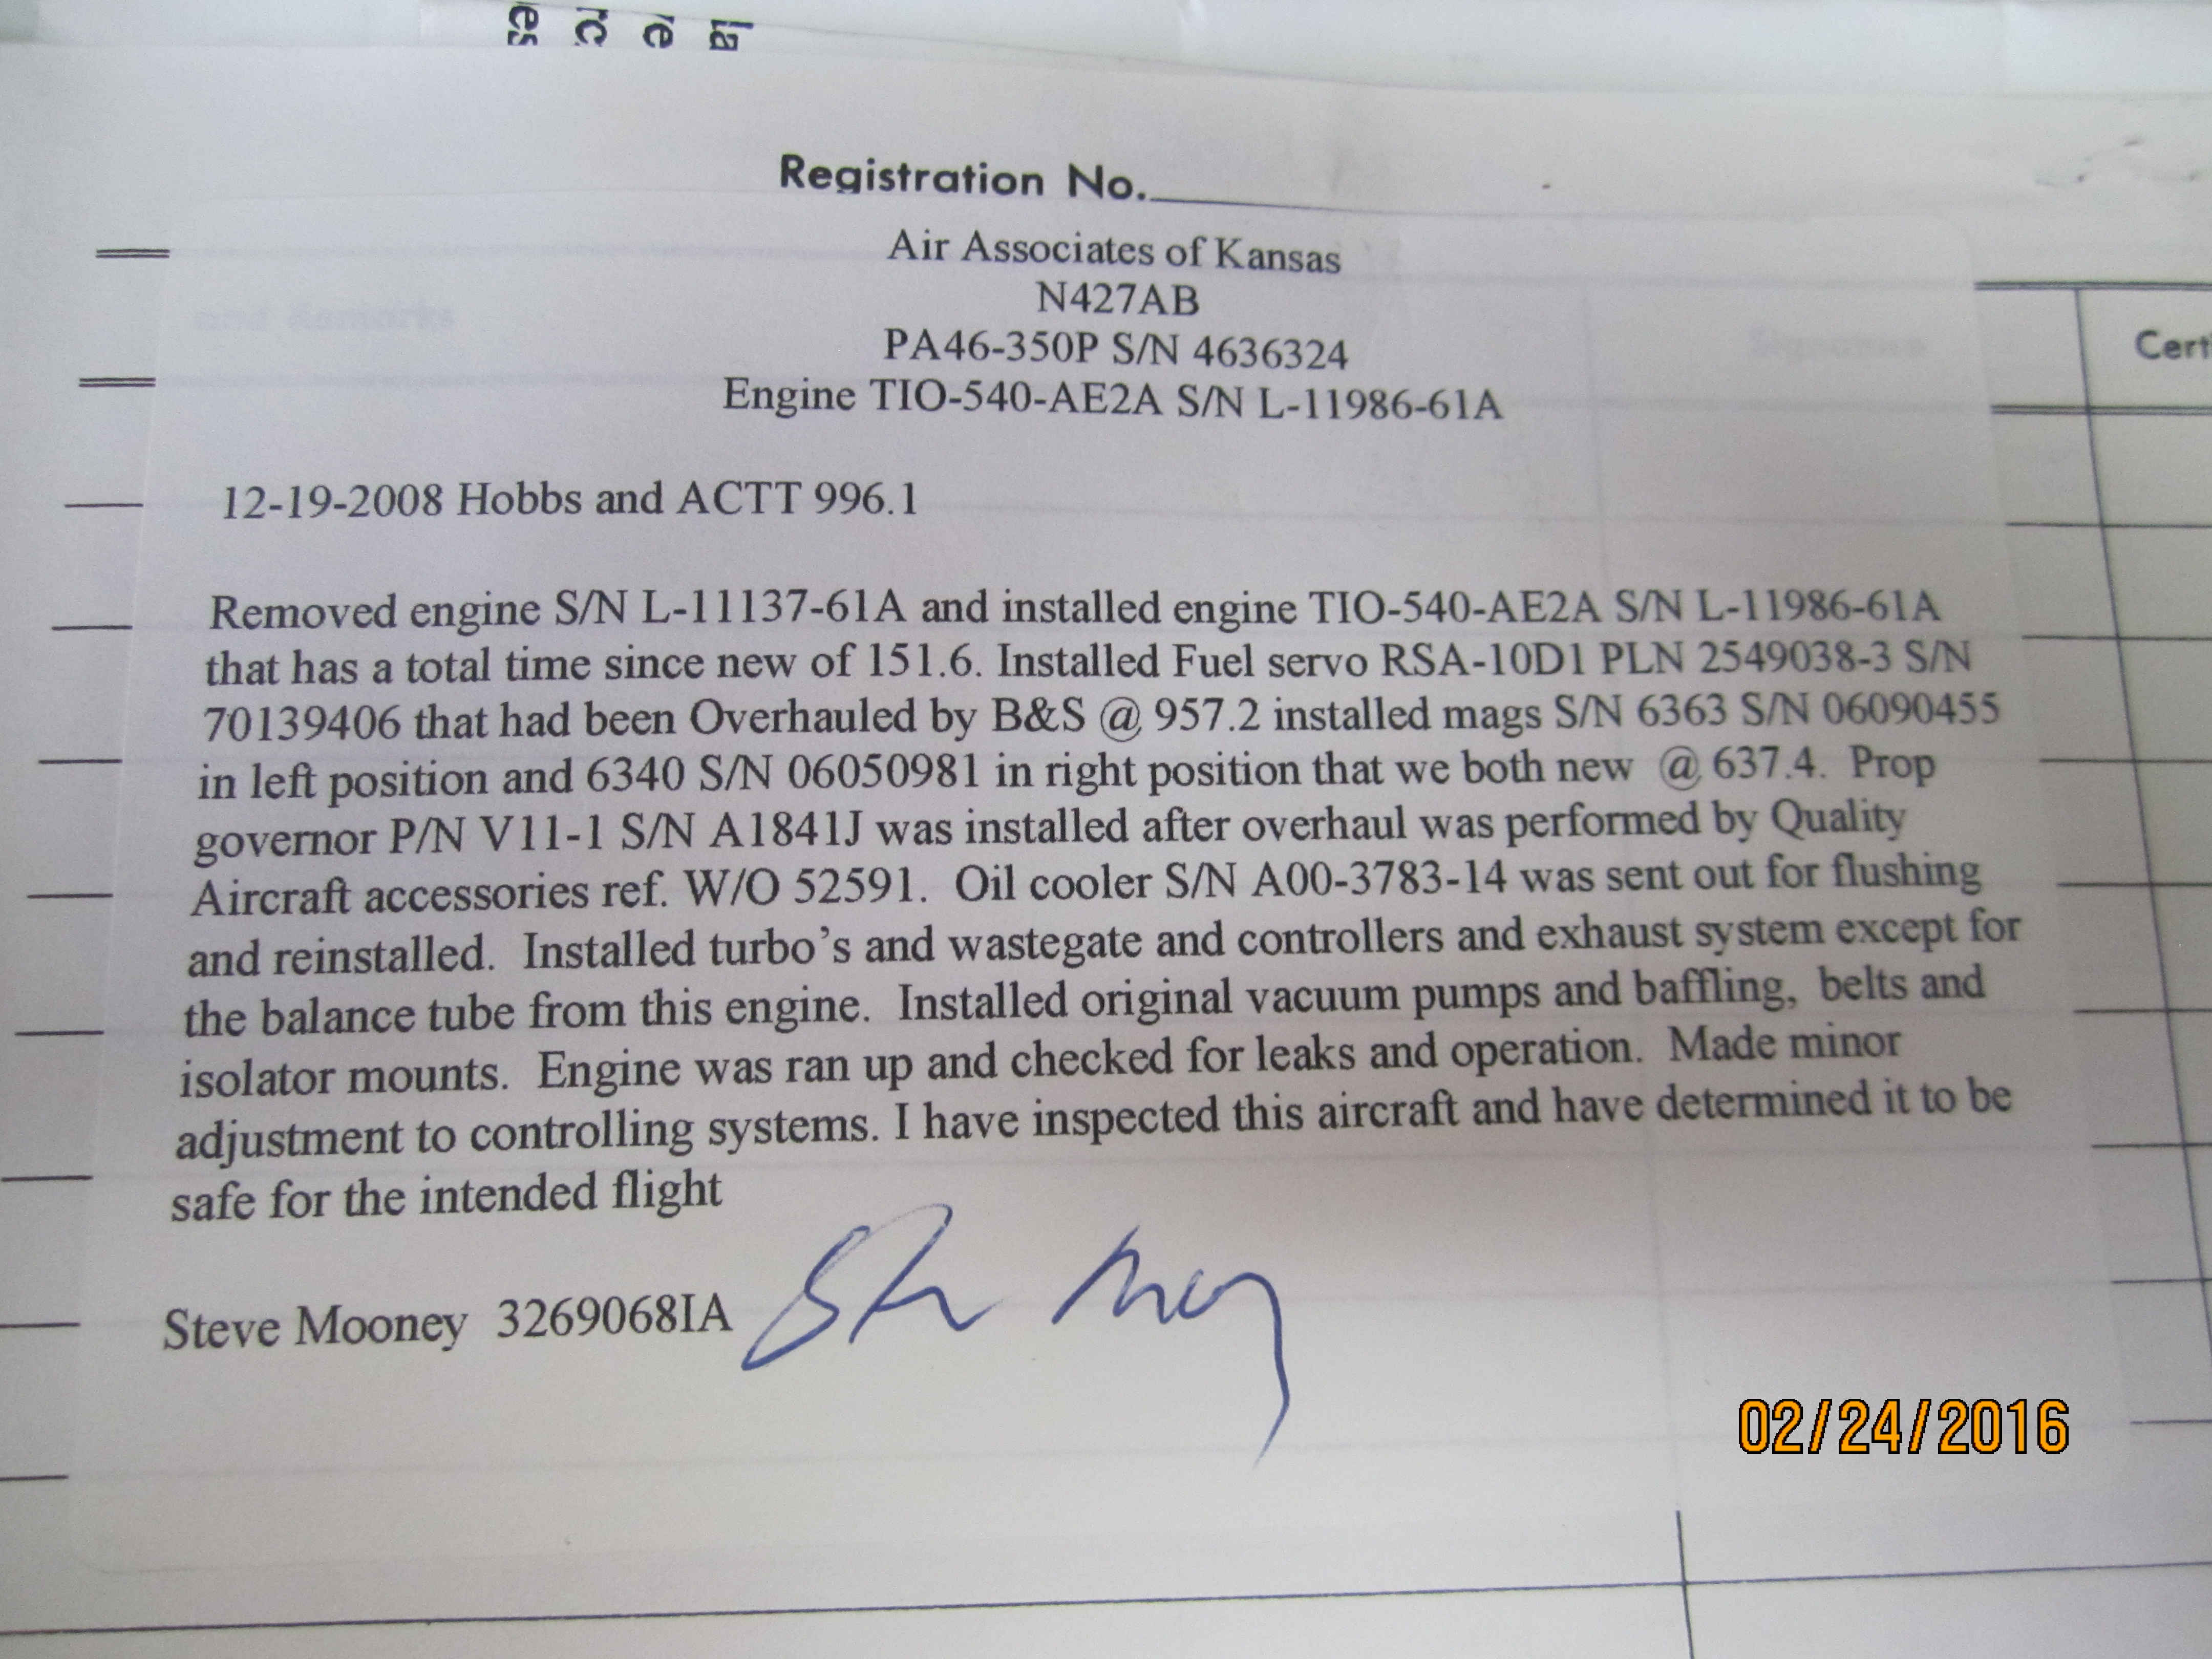 Registration No.
Air Associates of Kansas
N427AB
PA46-350P S/N 4636324
Engine TIO-540-AE2A S/N L-11986-61A
and Remarks
Signature
Cert
12-19-2008 Hobbs and ACTT 996.1
Removed engine S/N L-11137-61A and installed engine TIO-540-AE2A S/N L-11986-61A
that has a total time since new of 151.6. Installed Fuel servo RSA-10D1 PLN 2549038-3 S/N
70139406 that had been Overhauled by B&S @ 957.2 installed mags S/N 6363 S/N 06090455
in left position and 6340 S/N 06050981 in right position that we both new @ 637.4. Prop
governor P/N V11-1 S/N A1841J was installed after overhaul was performed by Quality
Aircraft accessories ref. W/O 52591. Oil cooler S/N A00-3783-14 was sent out for flushing
and reinstalled. Installed turbo’s and wastegate and controllers and exhaust system except for
the balance tube from this engine. Installed original vacuum pumps and baffling, belts and
isolator mounts. Engine was ran up and checked for leaks and operation. Made minor
adjustment to controlling systems. I have inspected this aircraft and have determined it to be
safe for the intended flight
Steve Mooney 3269068IA
02/24/2016